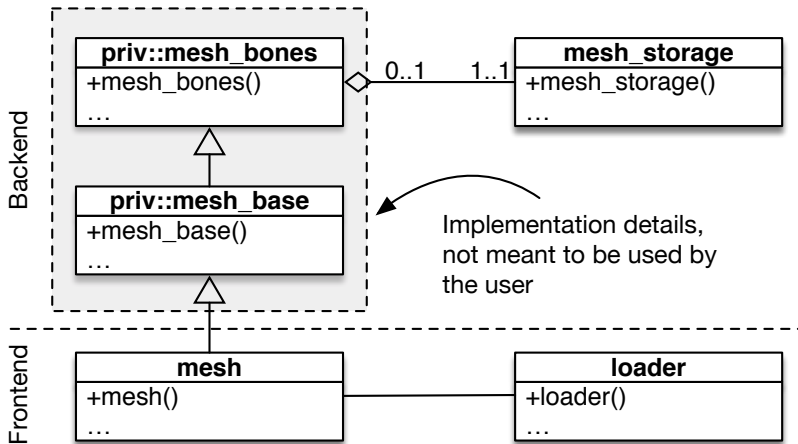 priv::mesh_bones
+mesh_bones()
…
0..1
1..1
mesh_storage
+mesh_storage()
…
Backend
priv::mesh_base
+mesh_base()
…
Implementation details,
not meant to be used by
the user
Frontend
mesh
+mesh()
…
loader
+loader()
…